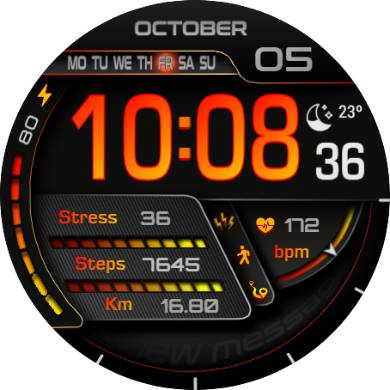 OCTOBER
MO TU WE TH FR SA SU 05
80
10:08 23°
36
Stress 36
172
bpm
Steps 7645
Km 16.80